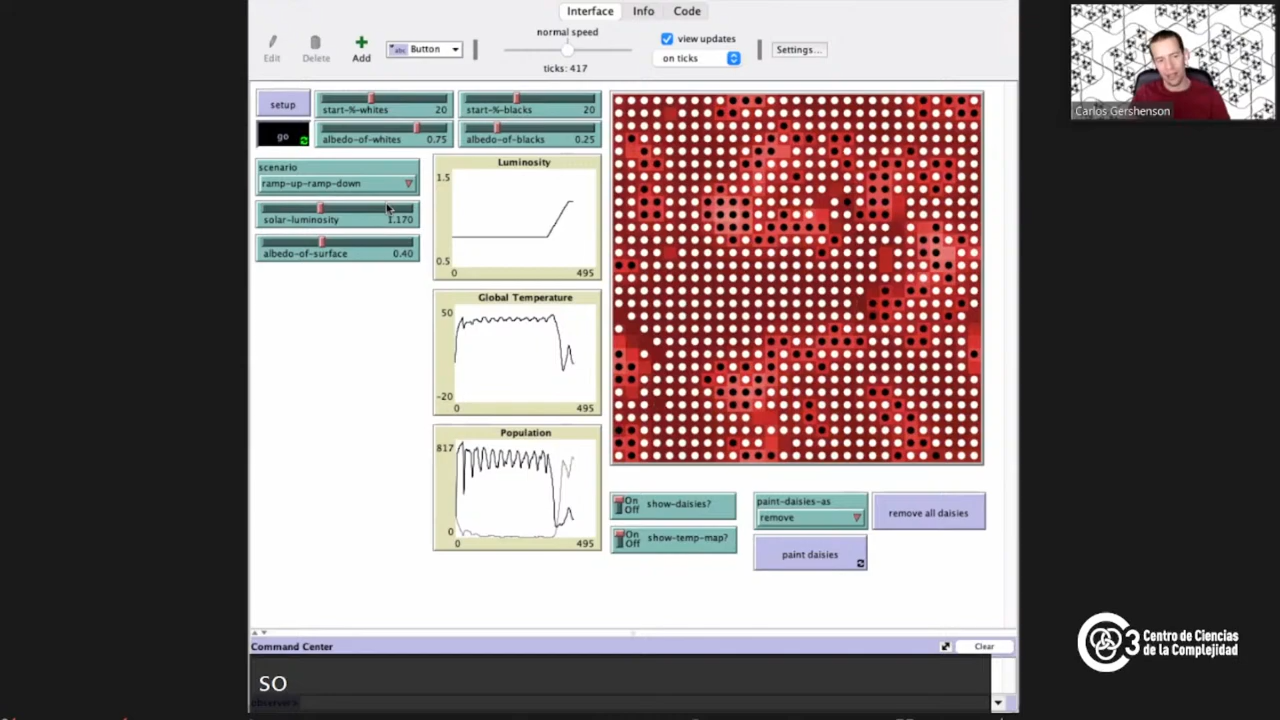 Interface Info Code
Edit
Delete
Add
abc Button
normal speed
ticks: 417
view updates
on ticks
Settings...
Carlos Gershenson
setup
go
start-%-whites 20
start-%-blacks 20
albedo-of-whites 0.75
albedo-of-blacks 0.25
scenario
ramp-up-ramp-down
solar-luminosity 1.170
albedo-of-surface 0.40
Luminosity
1.5
0.5
0 495
Global Temperature
50
-20
0 495
Population
817
0
0 495
On
Off
show-daisies?
On
Off
show-temp-map?
paint-daisies-as
remove
remove all daisies
paint daisies
Command Center
Clear
SO
observer>
C3 Centro de Ciencias
de la Complejidad